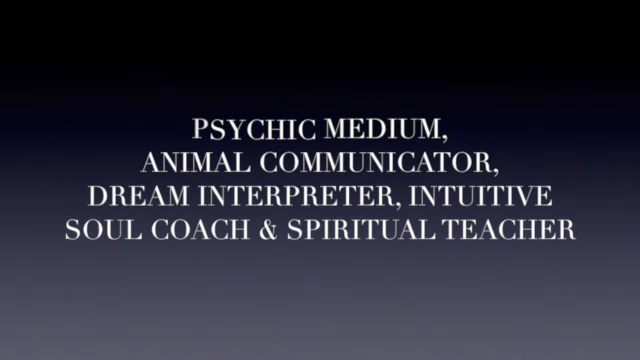 PSYCHIC MEDIUM,
ANIMAL COMMUNICATOR,
DREAM INTERPRETER, INTUITIVE
SOUL COACH & SPIRITUAL TEACHER